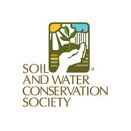 SOIL
AND WATER
CONSERVATION
SOCIETY